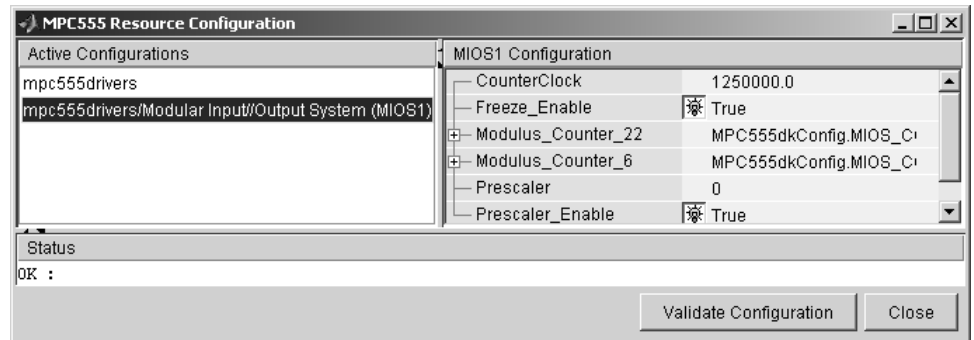 MPC555 Resource Configuration
Active Configurations
mpc555drivers
mpc555drivers/Modular Input//Output System (MIOS1)
MIOS1 Configuration
CounterClock 1250000.0
Freeze_Enable True
Modulus_Counter_22 MPC555dkConfig.MIOS_C
Modulus_Counter_6 MPC555dkConfig.MIOS_C
Prescaler 0
Prescaler_Enable True
Status
OK :
Validate Configuration Close